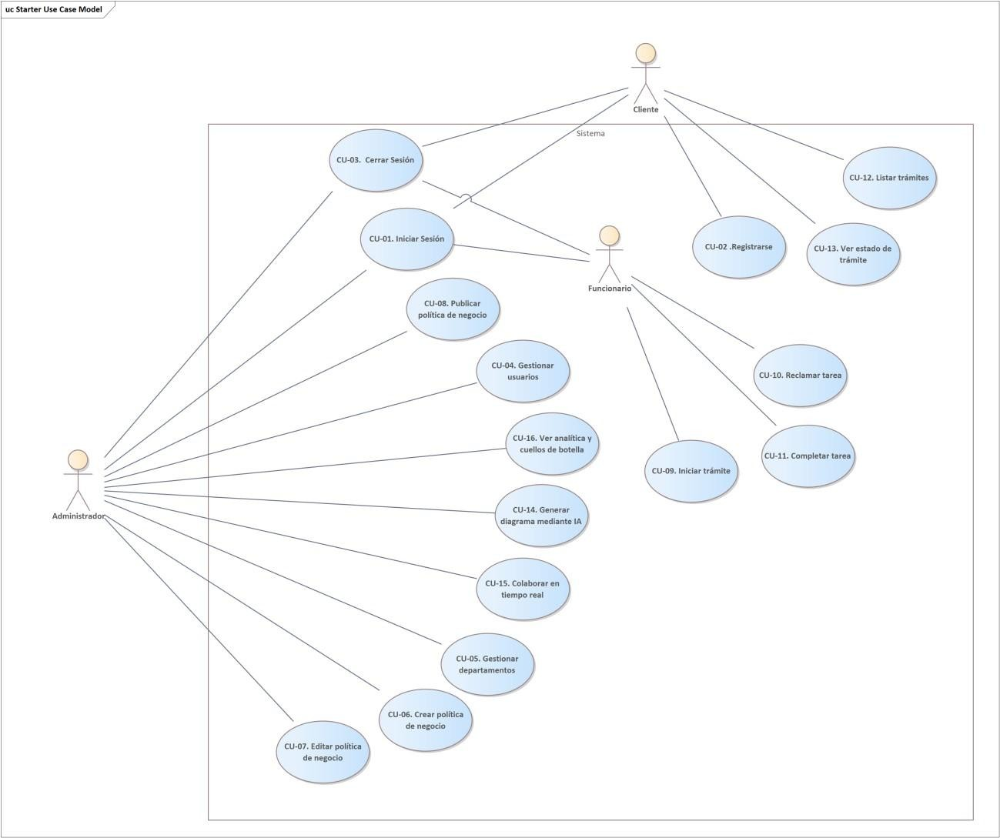 uc Starter Use Case Model
Cliente
Sistema
CU-03.  Cerrar Sesión
CU-12. Listar trámites
CU-01. Iniciar Sesión
CU-02 .Registrarse
CU-13. Ver estado de
trámite
Funcionario
CU-08. Publicar
política de negocio
CU-04. Gestionar
usuarios
CU-10. Reclamar tarea
CU-16. Ver analítica y
cuellos de botella
CU-11. Completar tarea
CU-09. Iniciar trámite
Administrador
CU-14. Generar
diagrama mediante IA
CU-15. Colaborar en
tiempo real
CU-05. Gestionar
departamentos
CU-06. Crear política
de negocio
CU-07. Editar política
de negocio